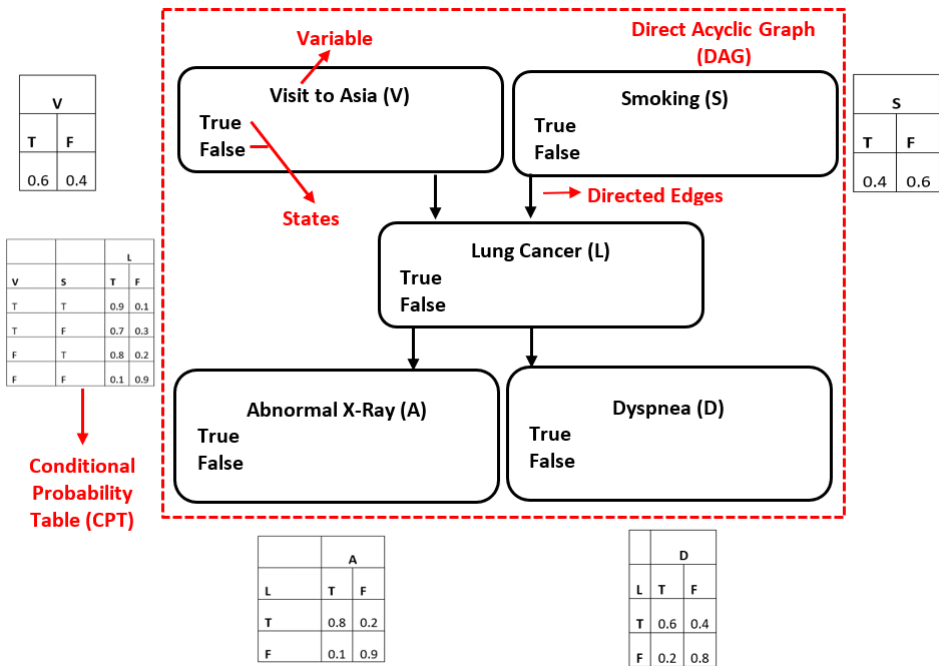 Variable
Direct Acyclic Graph
(DAG)
Visit to Asia (V)
True
False
Smoking (S)
True
False
V
T F
0.6 0.4
S
T F
0.4 0.6
States
Directed Edges
Lung Cancer (L)
True
False
L
V S T F
T T 0.9 0.1
T F 0.7 0.3
F T 0.8 0.2
F F 0.1 0.9
Conditional
Probability
Table (CPT)
Abnormal X-Ray (A)
True
False
Dyspnea (D)
True
False
A
L T F
T 0.8 0.2
F 0.1 0.9
D
L T F
T 0.6 0.4
F 0.2 0.8